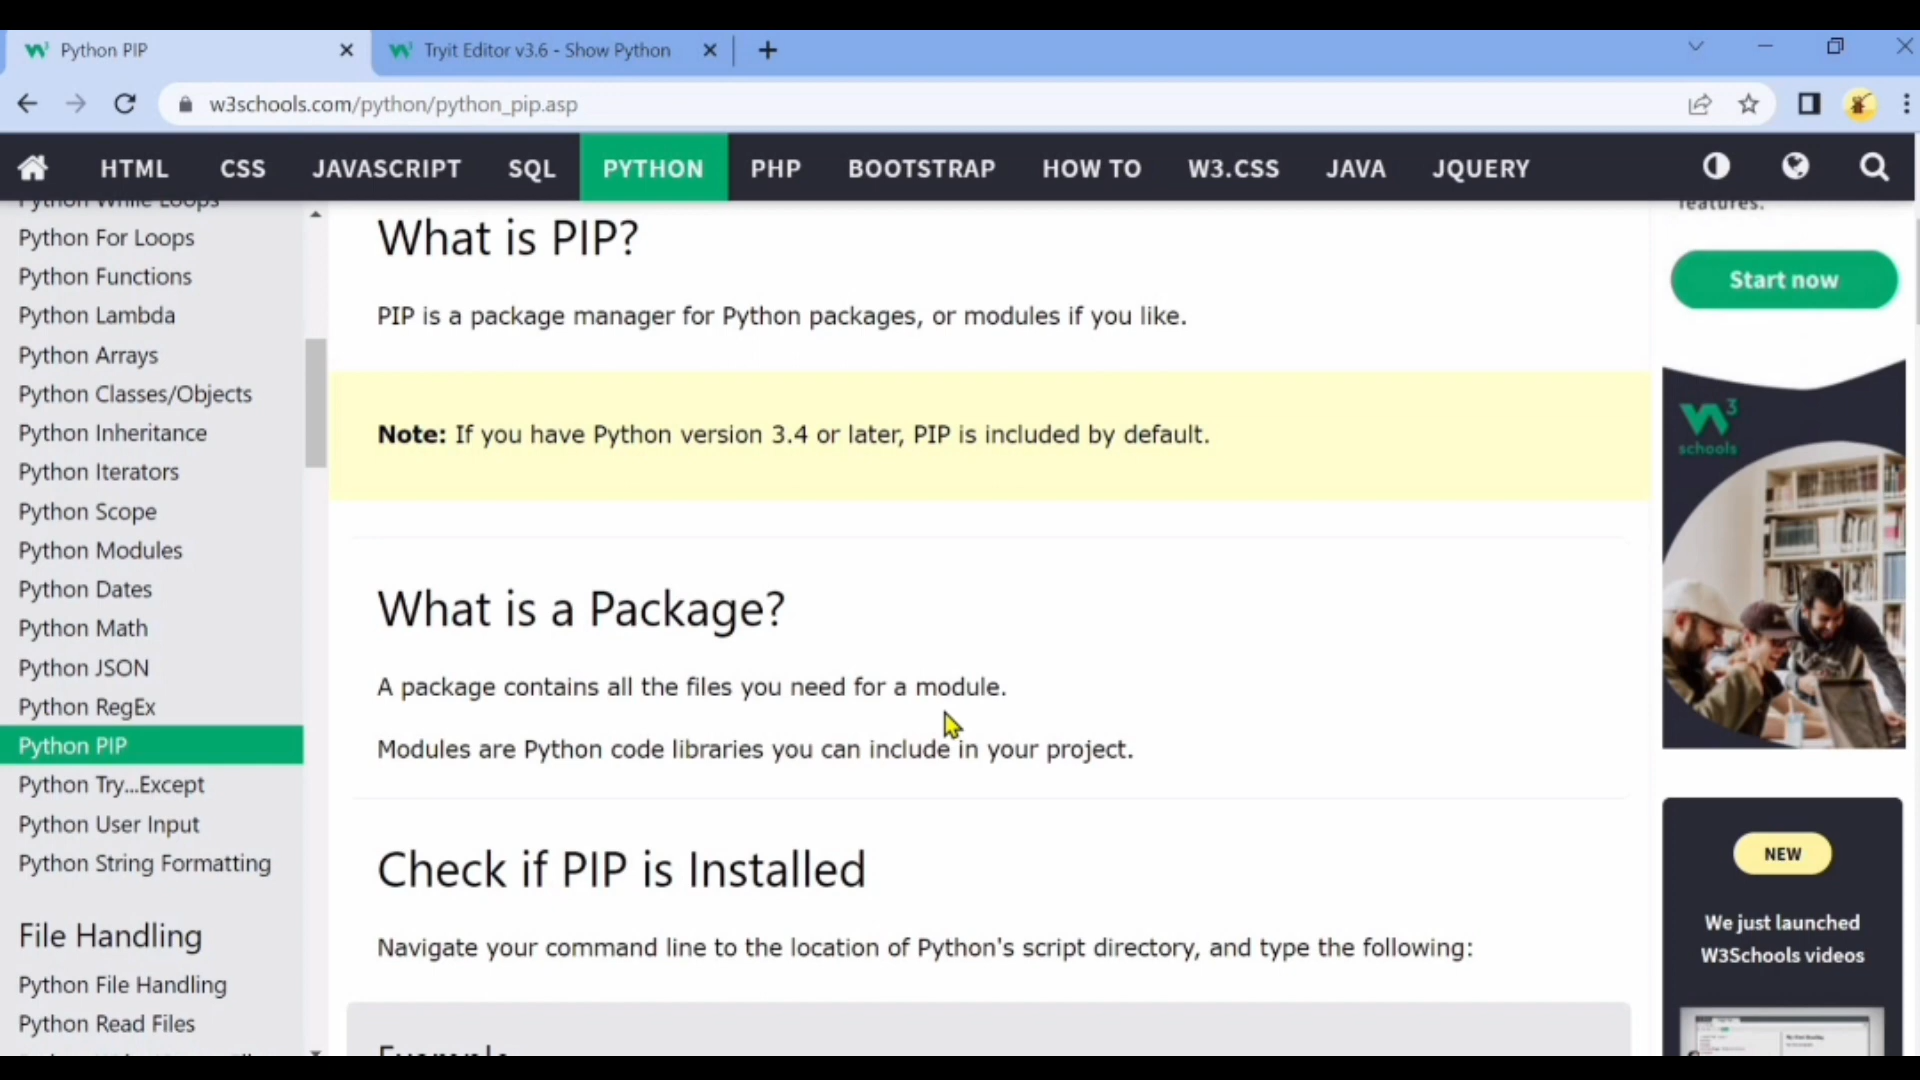 Python PIP
Tryit Editor v3.6 - Show Python
w3schools.com/python/python_pip.asp
HTML CSS JAVASCRIPT SQL PYTHON PHP BOOTSTRAP HOW TO W3.CSS JAVA JQUERY
Python While Loops
Python For Loops
Python Functions
Python Lambda
Python Arrays
Python Classes/Objects
Python Inheritance
Python Iterators
Python Scope
Python Modules
Python Dates
Python Math
Python JSON
Python RegEx
Python PIP
Python Try...Except
Python User Input
Python String Formatting
File Handling
Python File Handling
Python Read Files
What is PIP?
PIP is a package manager for Python packages, or modules if you like.
Note: If you have Python version 3.4 or later, PIP is included by default.
What is a Package?
A package contains all the files you need for a module.
Modules are Python code libraries you can include in your project.
Check if PIP is Installed
Navigate your command line to the location of Python's script directory, and type the following:
Example
features.
Start now
W3
schools
NEW
We just launched
W3Schools videos